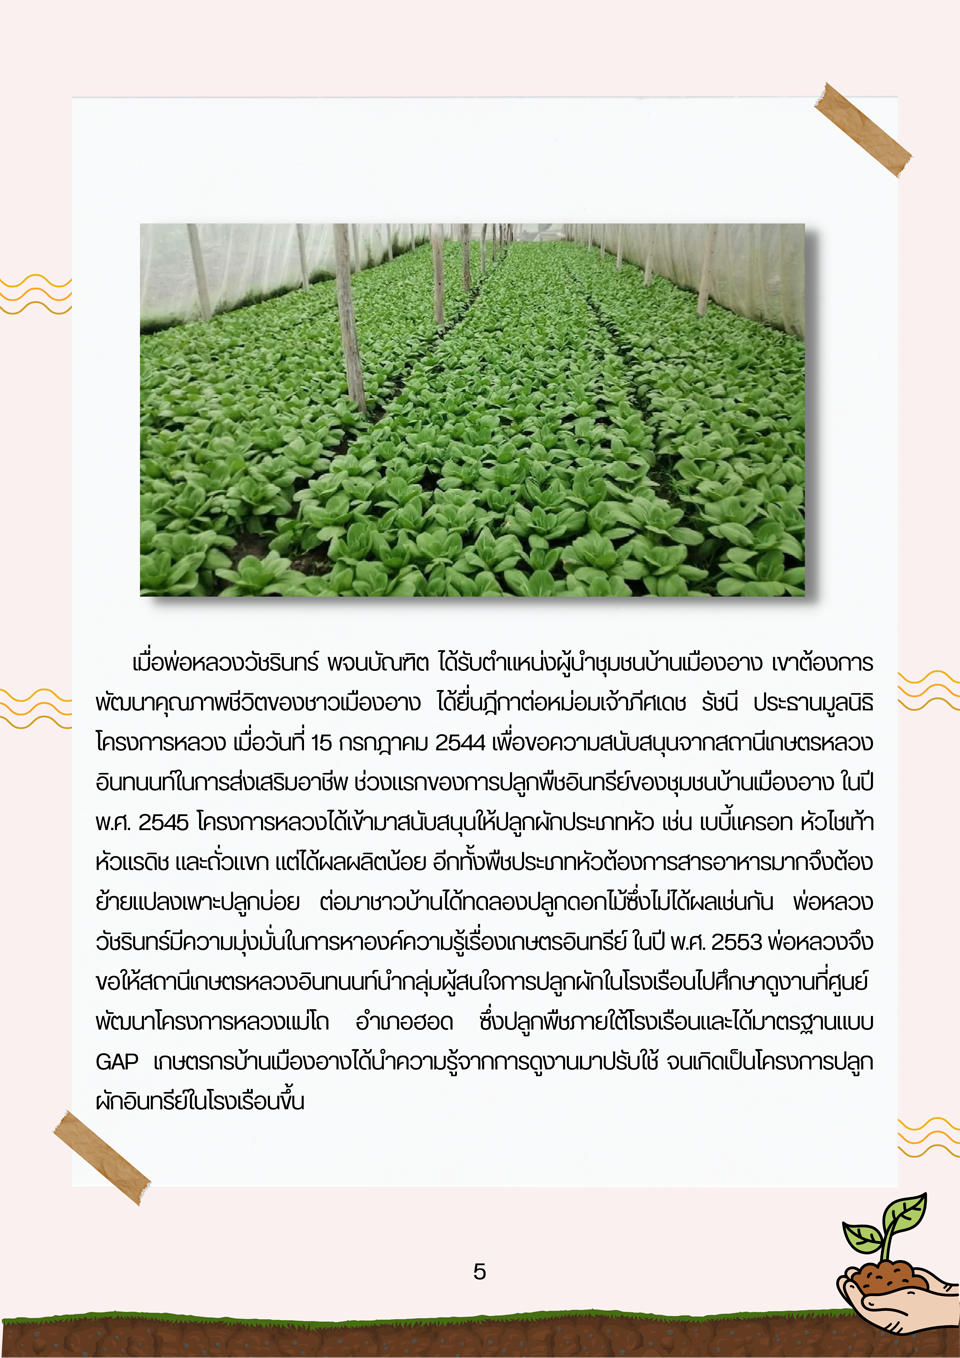 เมื่อพ่อหลวงวัชรินทร์ พจนบัณฑิต ได้รับตำแหน่งผู้นำชุมชนบ้านเมืองอาง เขาต้องการ
พัฒนาคุณภาพชีวิตของชาวเมืองอาง ได้ยื่นฎีกาต่อหม่อมเจ้าภีศเดช รัชนี ประธานมูลนิธิ
โครงการหลวง เมื่อวันที่ 15 กรกฎาคม 2544 เพื่อขอความสนับสนุนจากสถานีเกษตรหลวง
อินทนนท์ในการส่งเสริมอาชีพ ช่วงแรกของการปลูกพืชอินทรีย์ของชุมชนบ้านเมืองอาง ในปี
พ.ศ. 2545 โครงการหลวงได้เข้ามาสนับสนุนให้ปลูกผักประเภทหัว เช่น เบบี้แครอท หัวไชเท้า
หัวแรดิช และถั่วแขก แต่ได้ผลผลิตน้อย อีกทั้งพืชประเภทหัวต้องการสารอาหารมากจึงต้อง
ย้ายแปลงเพาะปลูกบ่อย ต่อมาชาวบ้านได้ทดลองปลูกดอกไม้ซึ่งไม่ได้ผลเช่นกัน พ่อหลวง
วัชรินทร์มีความมุ่งมั่นในการหาองค์ความรู้เรื่องเกษตรอินทรีย์ ในปี พ.ศ. 2553 พ่อหลวงจึง
ขอให้สถานีเกษตรหลวงอินทนนท์นำกลุ่มผู้สนใจการปลูกผักในโรงเรือนไปศึกษาดูงานที่ศูนย์
พัฒนาโครงการหลวงแม่โถ อำเภอฮอด ซึ่งปลูกพืชภายใต้โรงเรือนและได้มาตรฐานแบบ
GAP เกษตรกรบ้านเมืองอางได้นำความรู้จากการดูงานมาปรับใช้ จนเกิดเป็นโครงการปลูก
ผักอินทรีย์ในโรงเรือนขึ้น
5